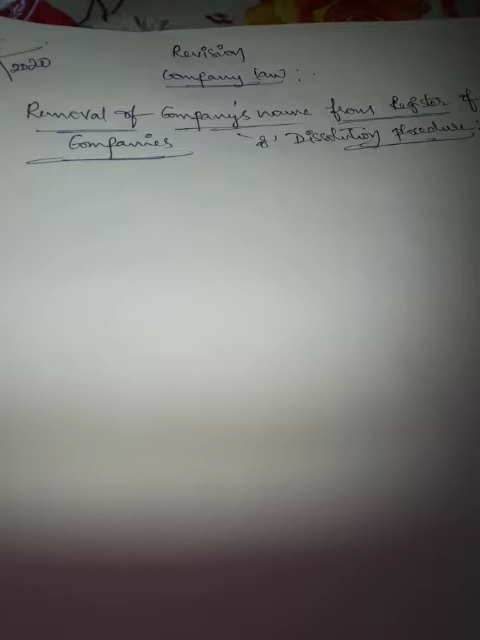 /2020
Revision
Company law :.
Removal of Company's name from Register of
Companies & Dissolution procedure :